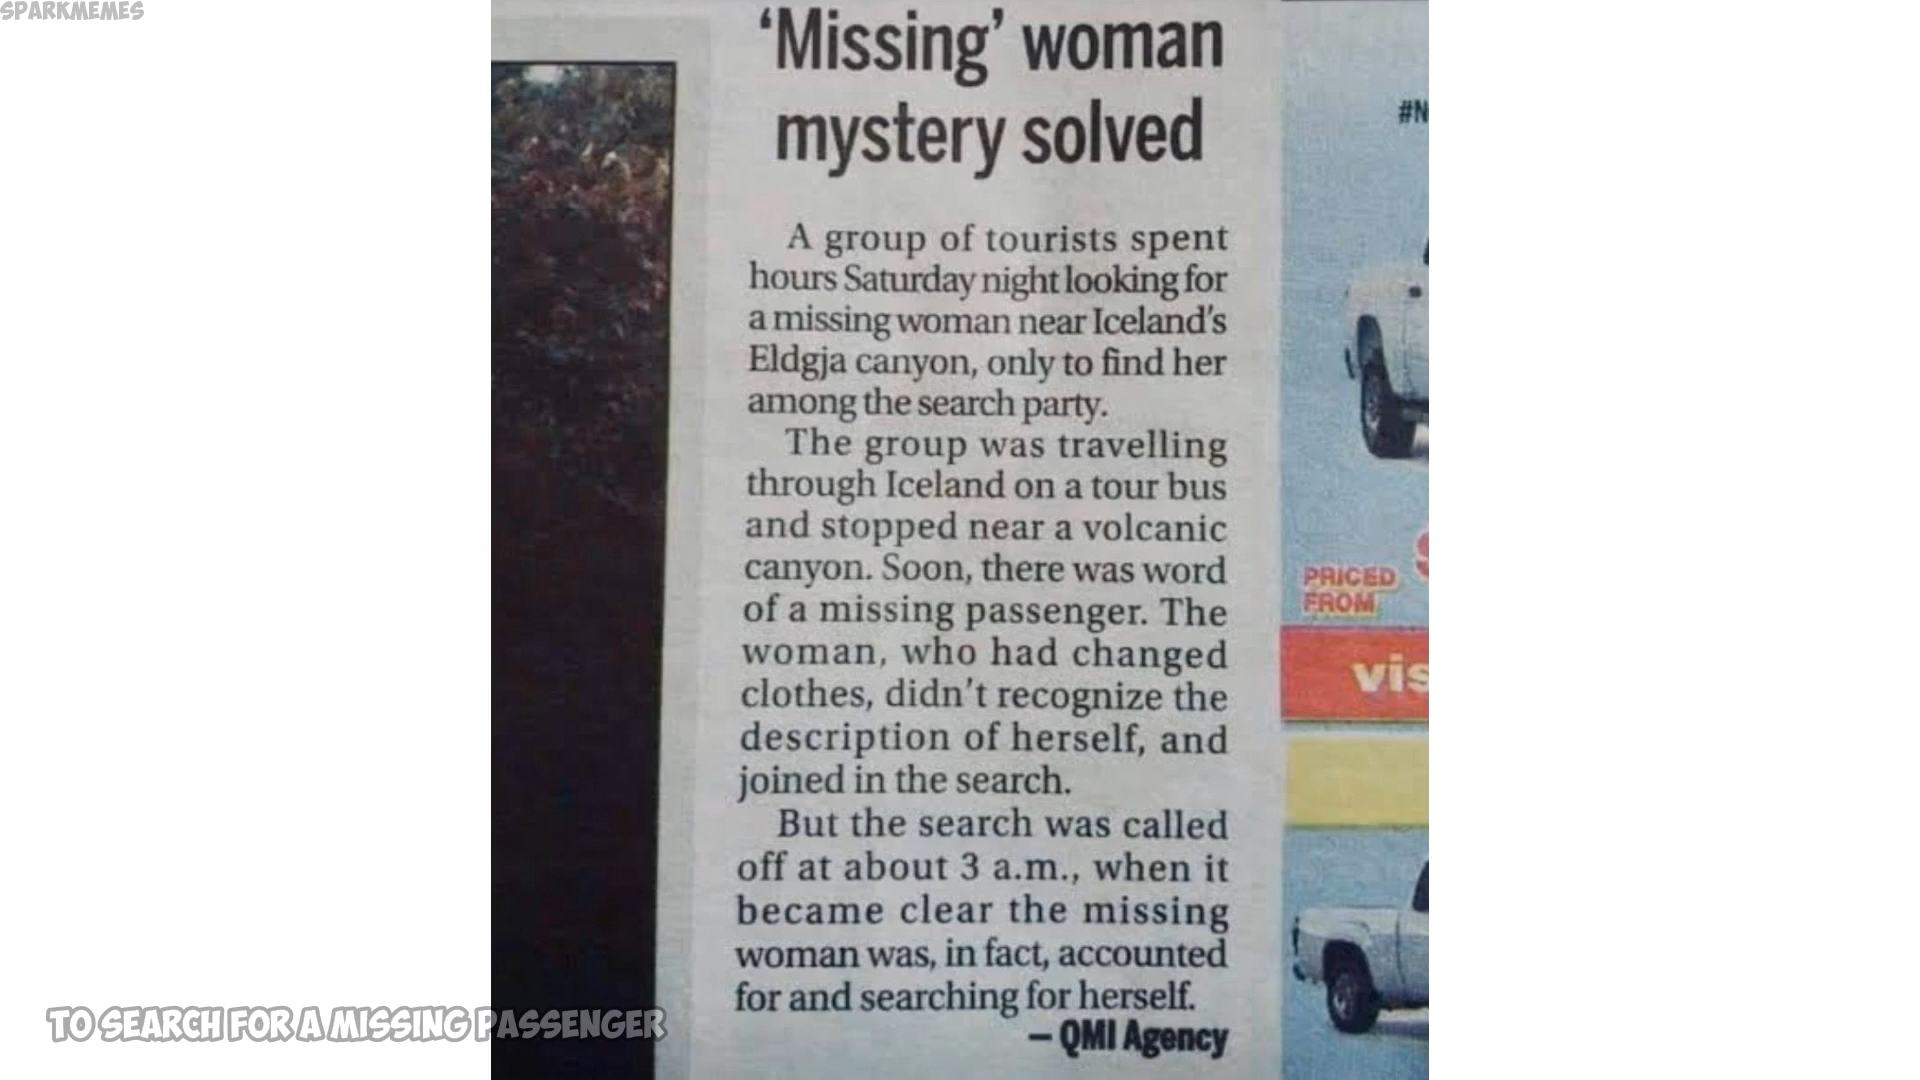 SPARKMEMES
'Missing' woman
mystery solved
A group of tourists spent
hours Saturday night looking for
a missing woman near Iceland's
Eldgja canyon, only to find her
among the search party.
The group was travelling
through Iceland on a tour bus
and stopped near a volcanic
canyon. Soon, there was word
of a missing passenger. The
woman, who had changed
clothes, didn't recognize the
description of herself, and
joined in the search.
But the search was called
off at about 3 a.m., when it
became clear the missing
woman was, in fact, accounted
for and searching for herself.
— QMI Agency
#N
PRICED
FROM
vis
TO SEARCH FOR A MISSING PASSENGER